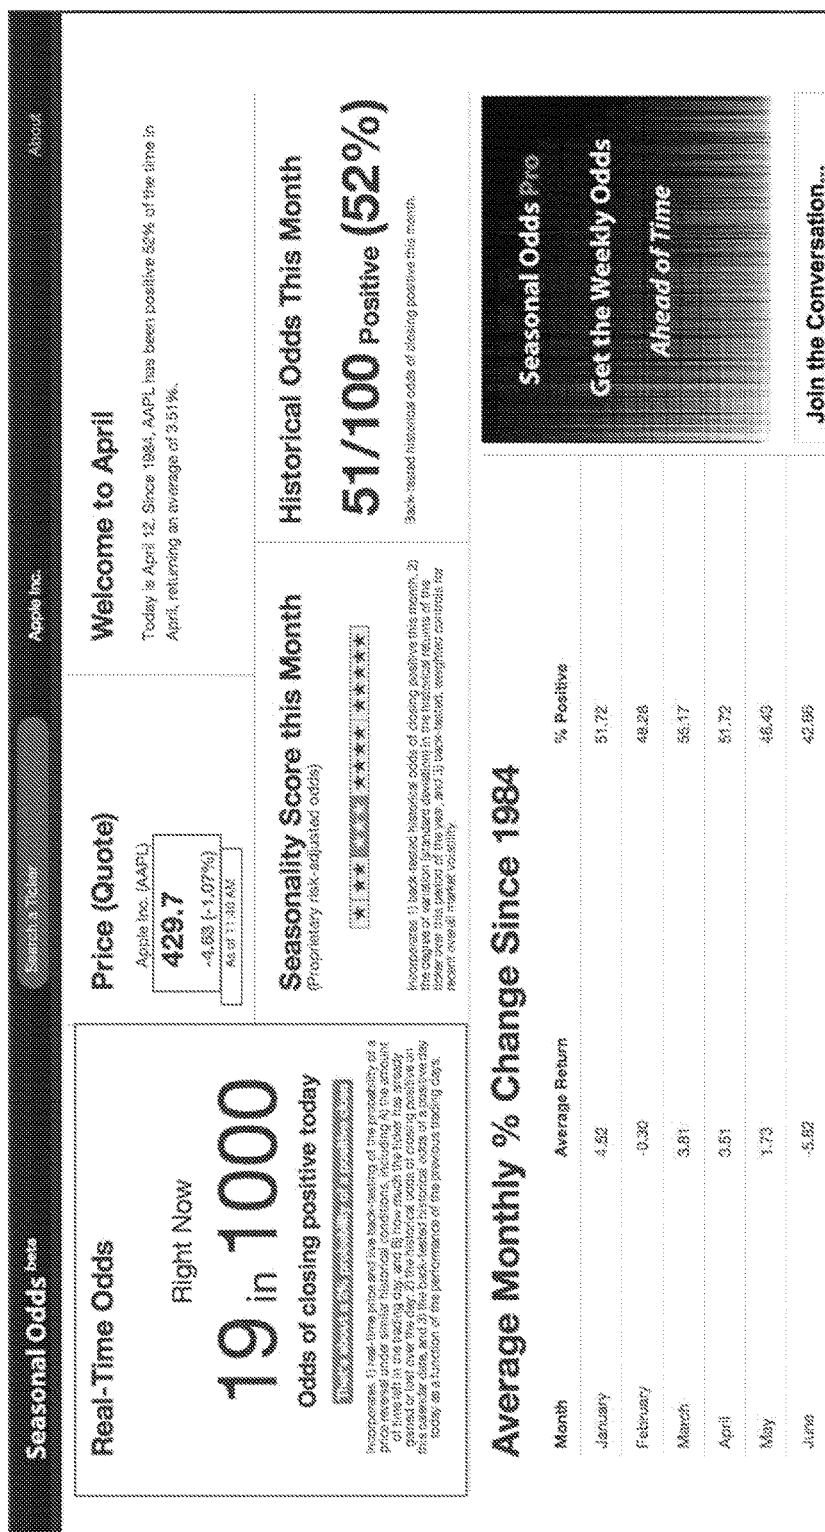 Seasonal Odds beta
Search a Ticker
Apple Inc.
About
Real-Time Odds
Right Now
19 in 1000
Odds of closing positive today
Incorporates 1) real-time price and live back-testing of the probability of a
price reversal under similar historical conditions, including A) the amount
of time left in the trading day, and B) how much the ticker has already
gained or lost over the day. 2) the historical odds of closing positive on
this calendar date, and 3) the back-tested historical odds of a positive day
today as a function of the performance of the previous trading days.
Price (Quote)
Apple Inc. (AAPL)
429.7
-4.63 (-1.07%)
As of 11:40 AM
Welcome to April
Today is April 12. Since 1984, AAPL has been positive 52% of the time in
April, returning an average of 3.51%.
Seasonality Score this Month
(Proprietary risk-adjusted odds)
Incorporates 1) back-tested historical odds of closing positive this month, 2)
the degree of variation (standard deviation) in the historical returns of the
ticker over this period of the year, and 3) back-tested, weighted controls for
recent overall market volatility.
Historical Odds This Month
51/100 Positive (52%)
Back-tested historical odds of closing positive this month.
Average Monthly % Change Since 1984
Month Average Return % Positive
January 4.52 51.72
February -0.30 48.28
March 3.81 55.17
April 3.51 51.72
May 1.73 46.43
June -5.82 42.86
Seasonal Odds Pro
Get the Weekly Odds
Ahead of Time
Join the Conversation...